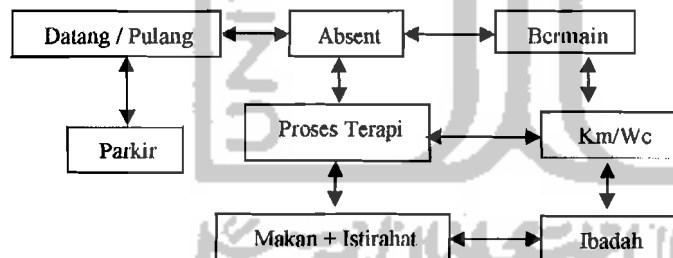 Datang / Pulang
Absent
Bermain
Parkir
Proses Terapi
Km/Wc
Makan + Istirahat
Ibadah